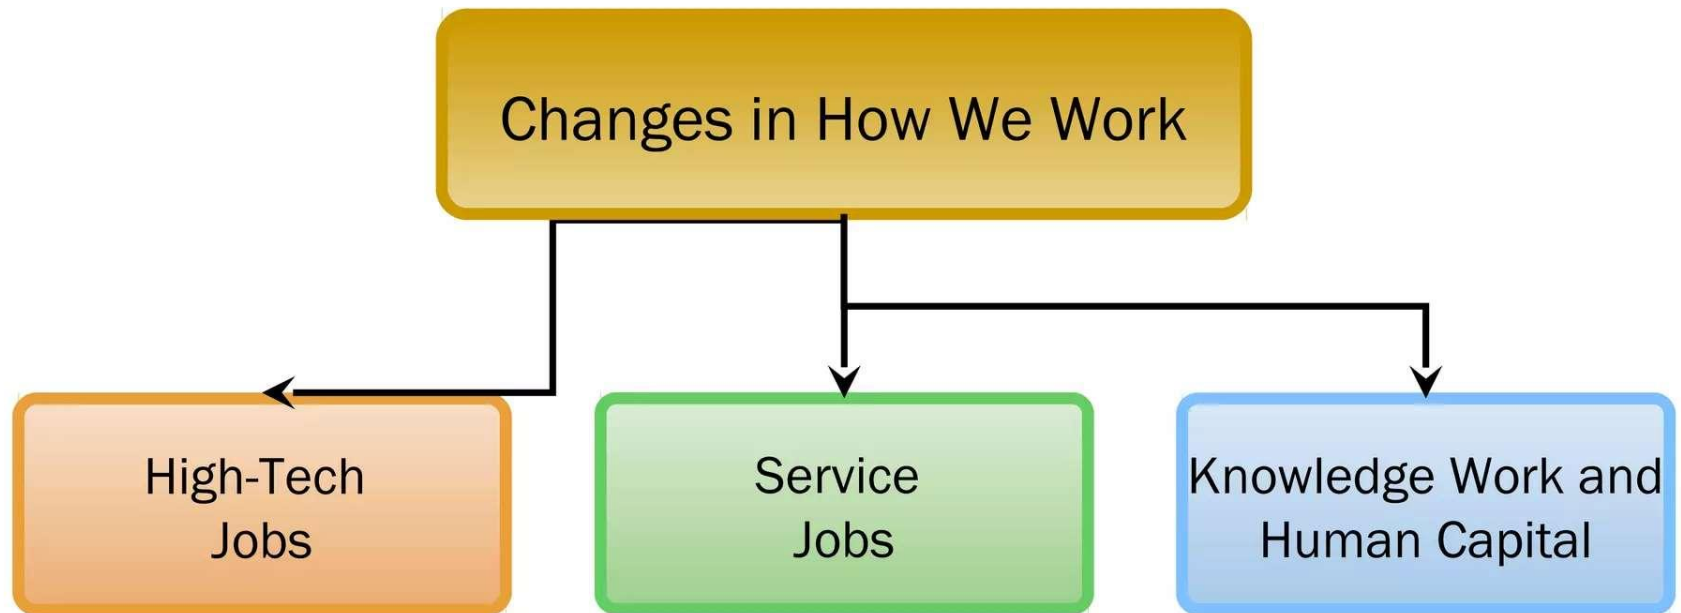 Changes in How We Work
High-Tech
Jobs
Service
Jobs
Knowledge Work and
Human Capital